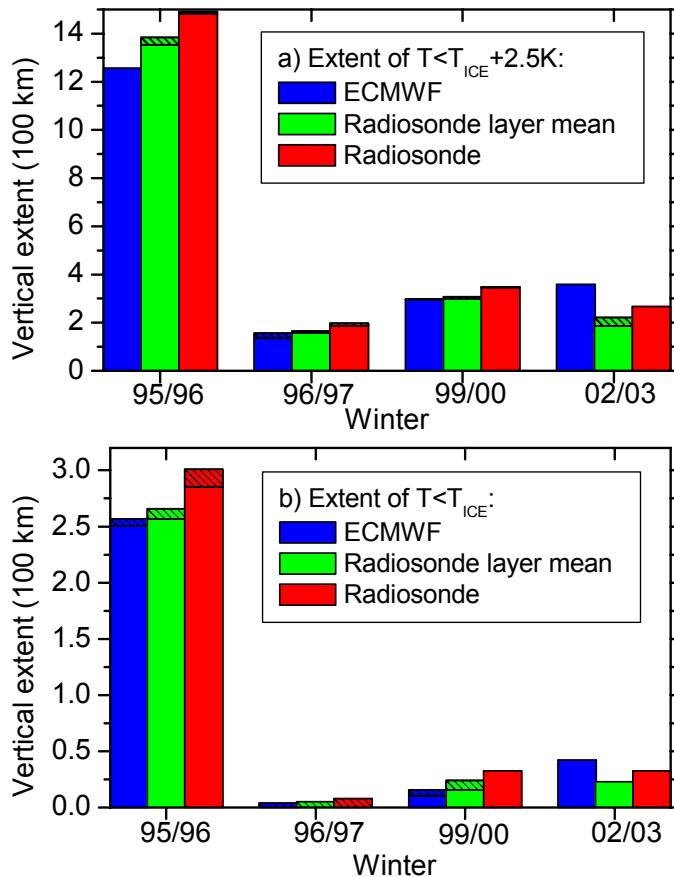 14
12
10
8
6
4
2
0
Vertical extent (100 km)
a) Extent of T<T_ICE+2.5K:
ECMWF
Radiosonde layer mean
Radiosonde
95/96 96/97 99/00 02/03
Winter
3.0
2.5
2.0
1.5
1.0
0.5
0.0
Vertical extent (100 km)
b) Extent of T<T_ICE:
ECMWF
Radiosonde layer mean
Radiosonde
95/96 96/97 99/00 02/03
Winter